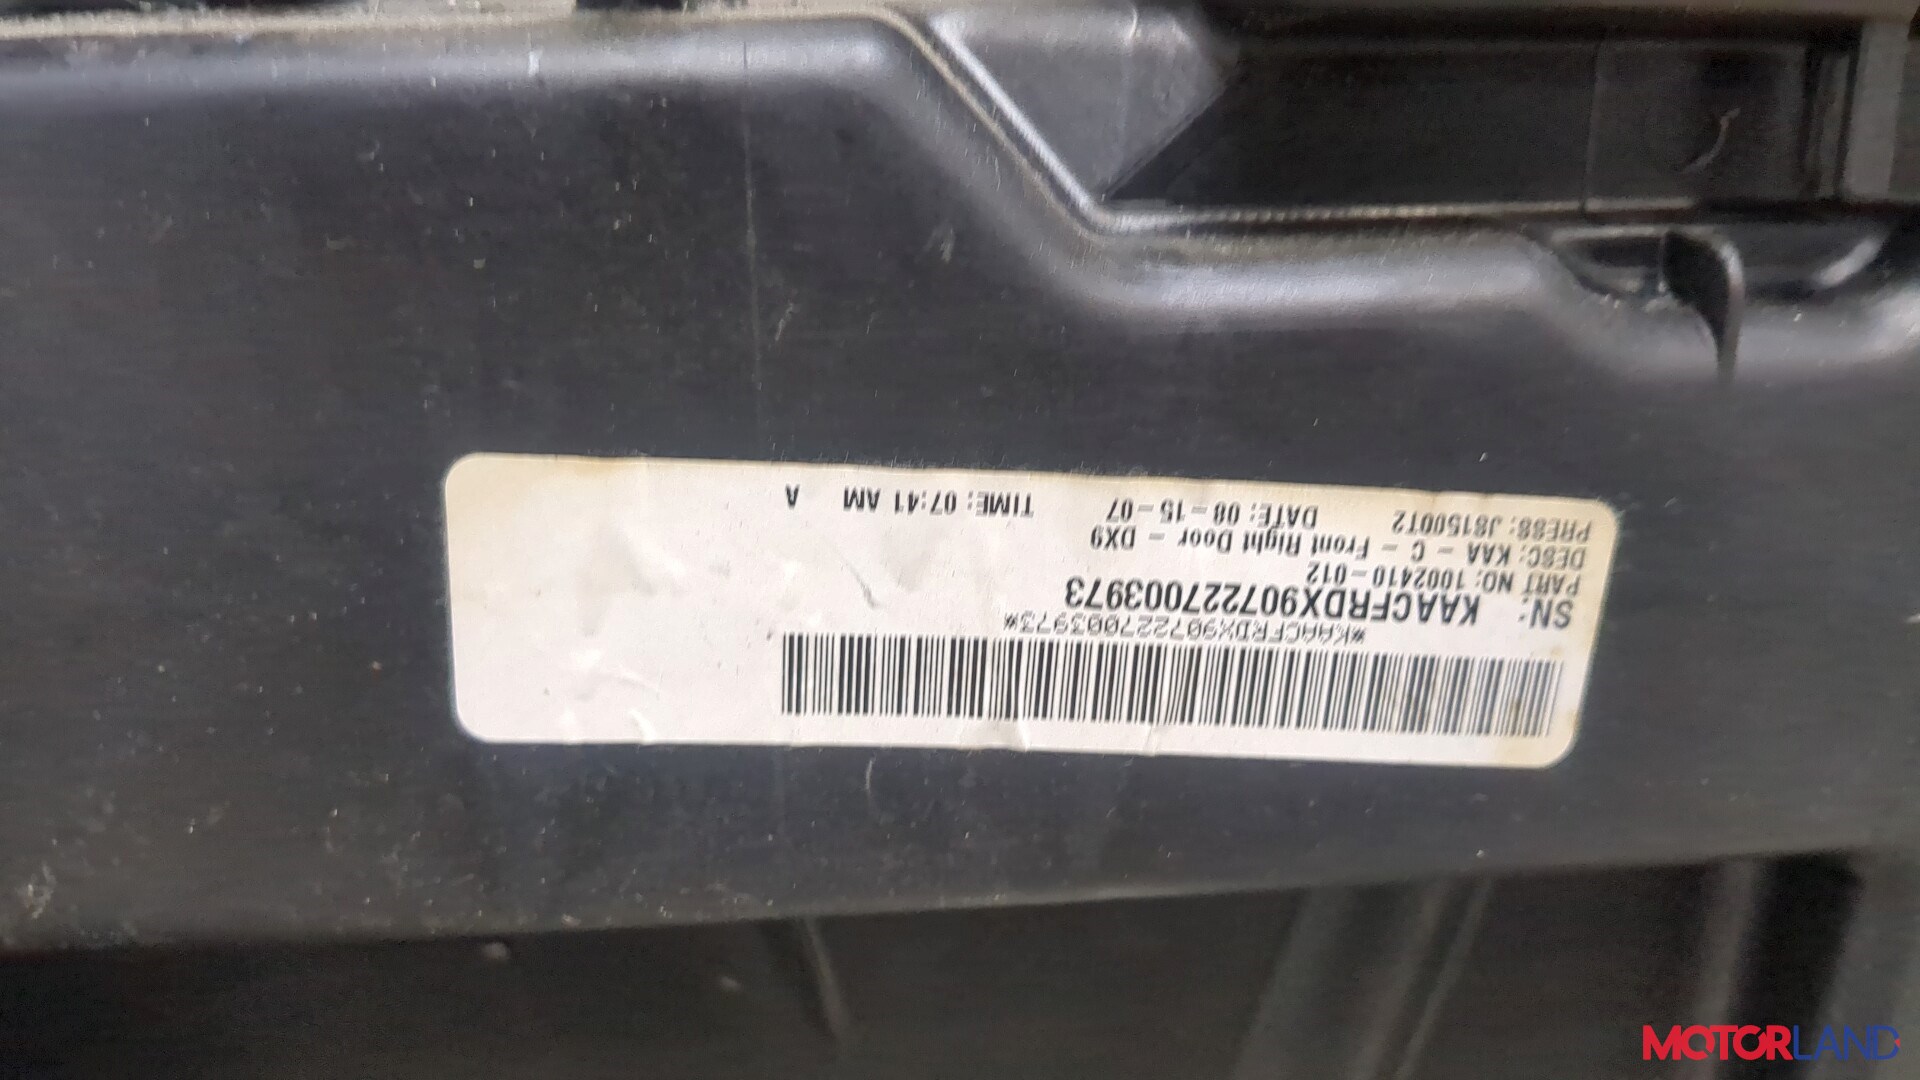 *KAACFRDX907227003973*
SN: KAACFRDX907227003973
PART NO: 1002410-012
DESC: KAA - C - Front Right Door - DX9
PRESS: JS1500T2 DATE: 08-15-07 TIME: 07:41 AM A
MOTORLAND